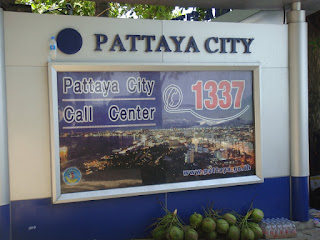 PATTAYA CITY
Pattaya City
Call Center
1337
www.pattaya.go.th